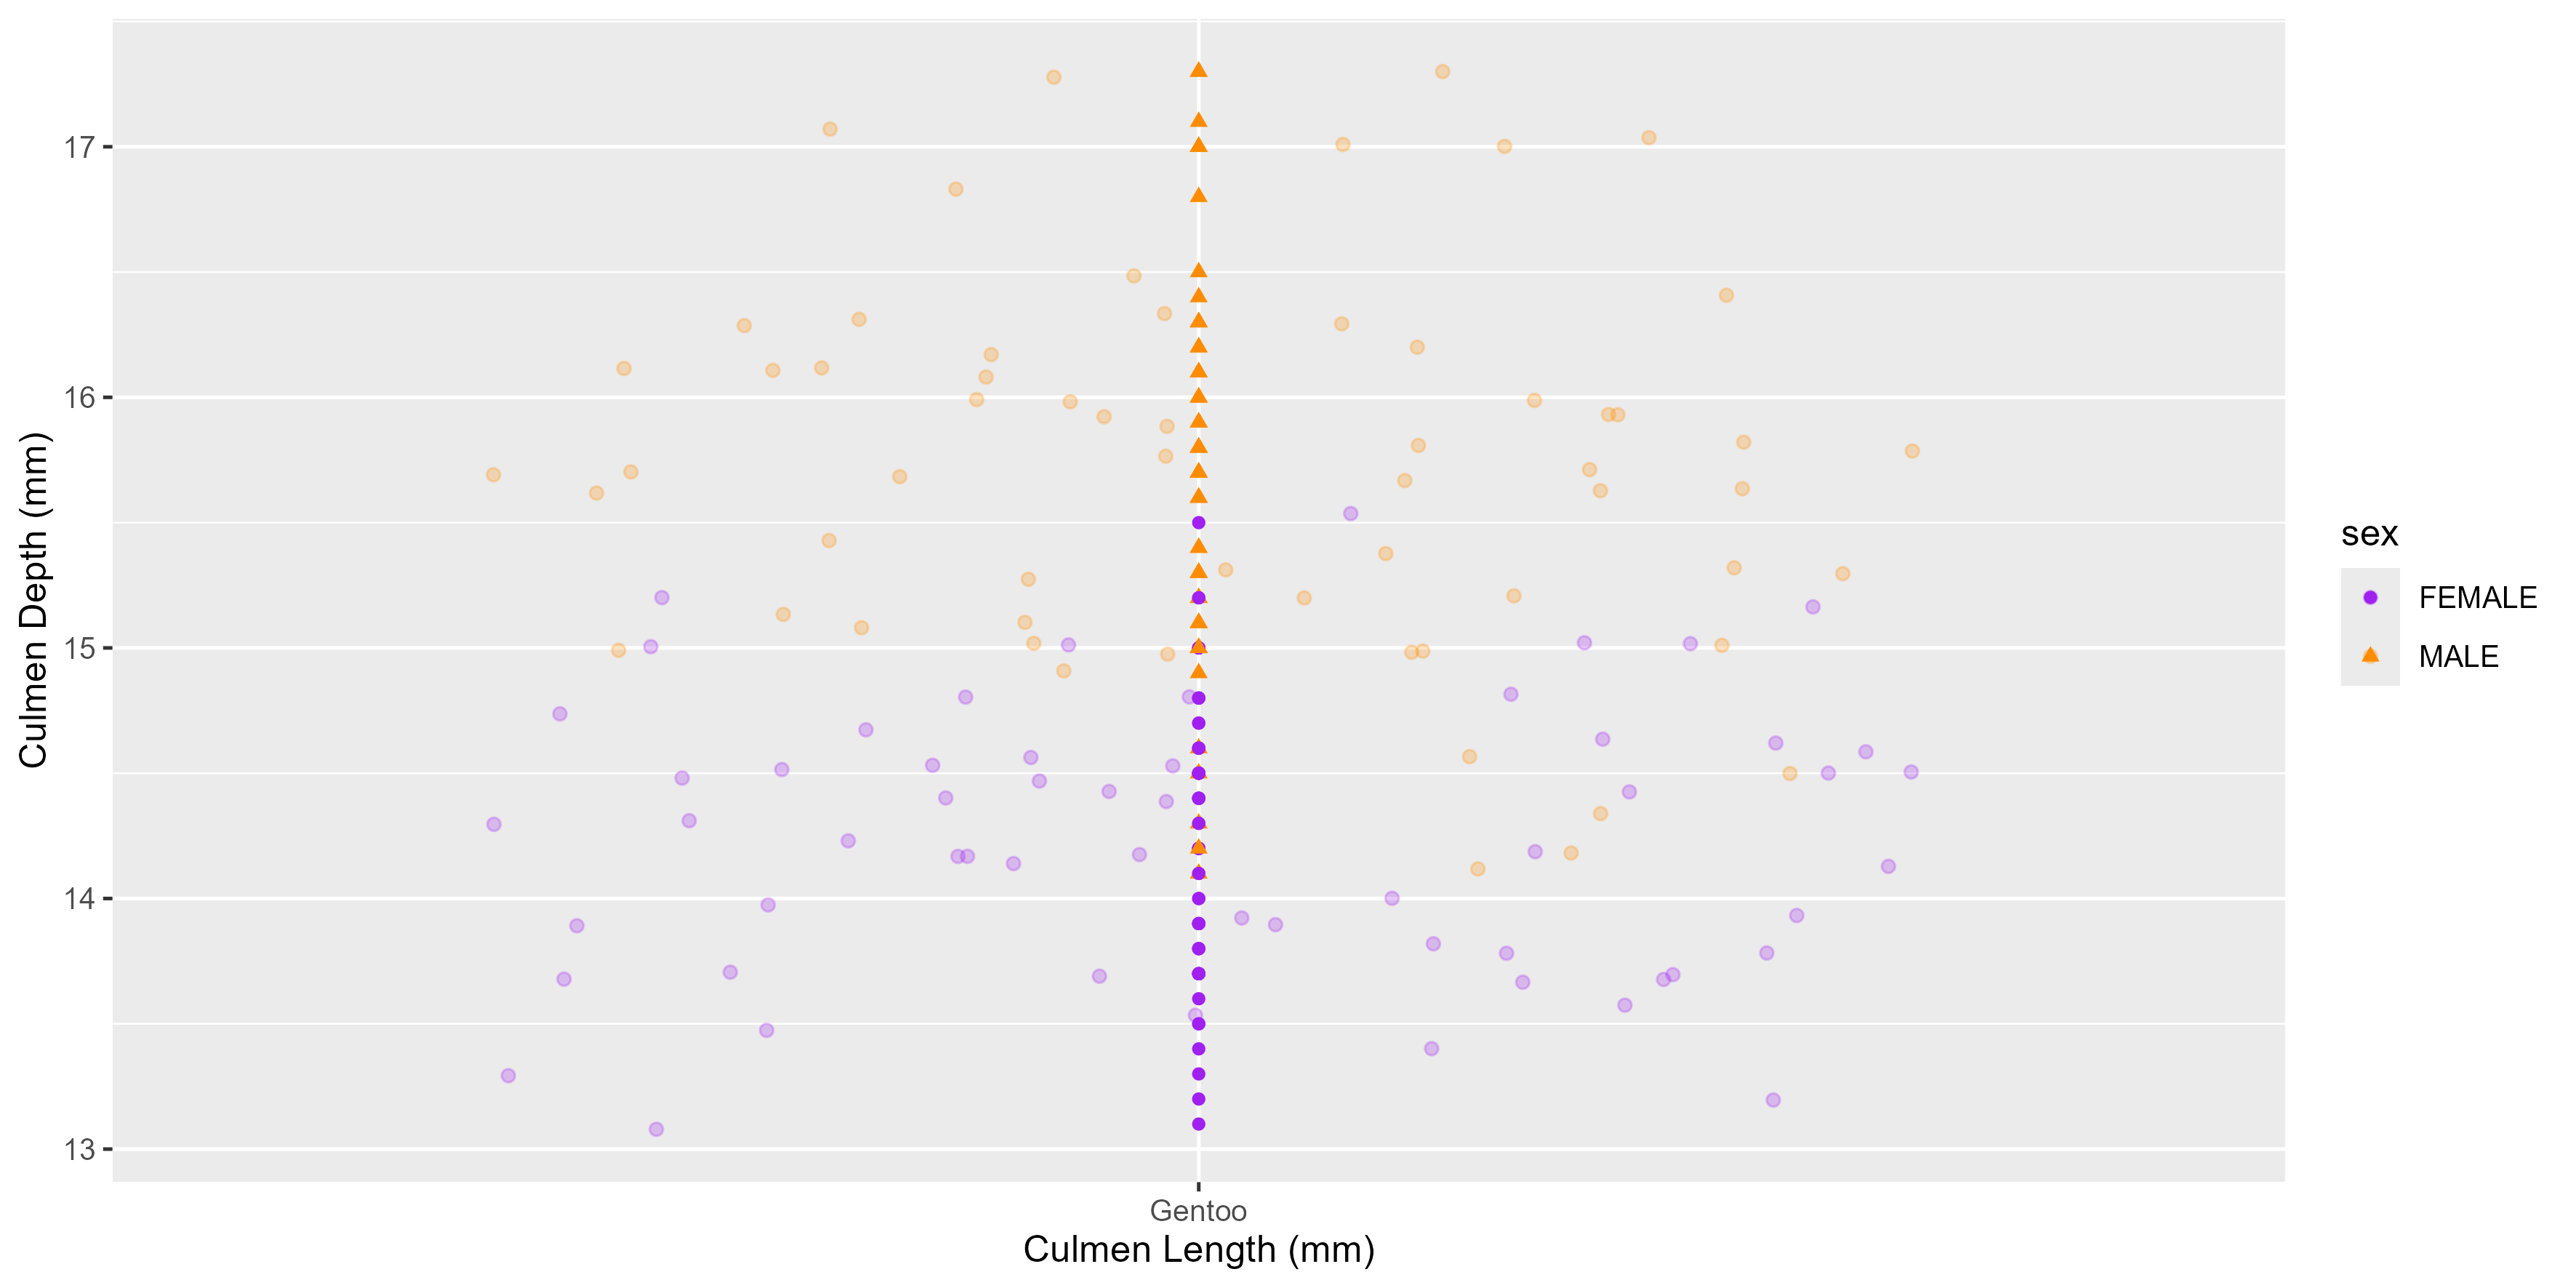 Culmen Depth (mm)
17
16
15
14
13
Gentoo
Culmen Length (mm)
sex
FEMALE
MALE